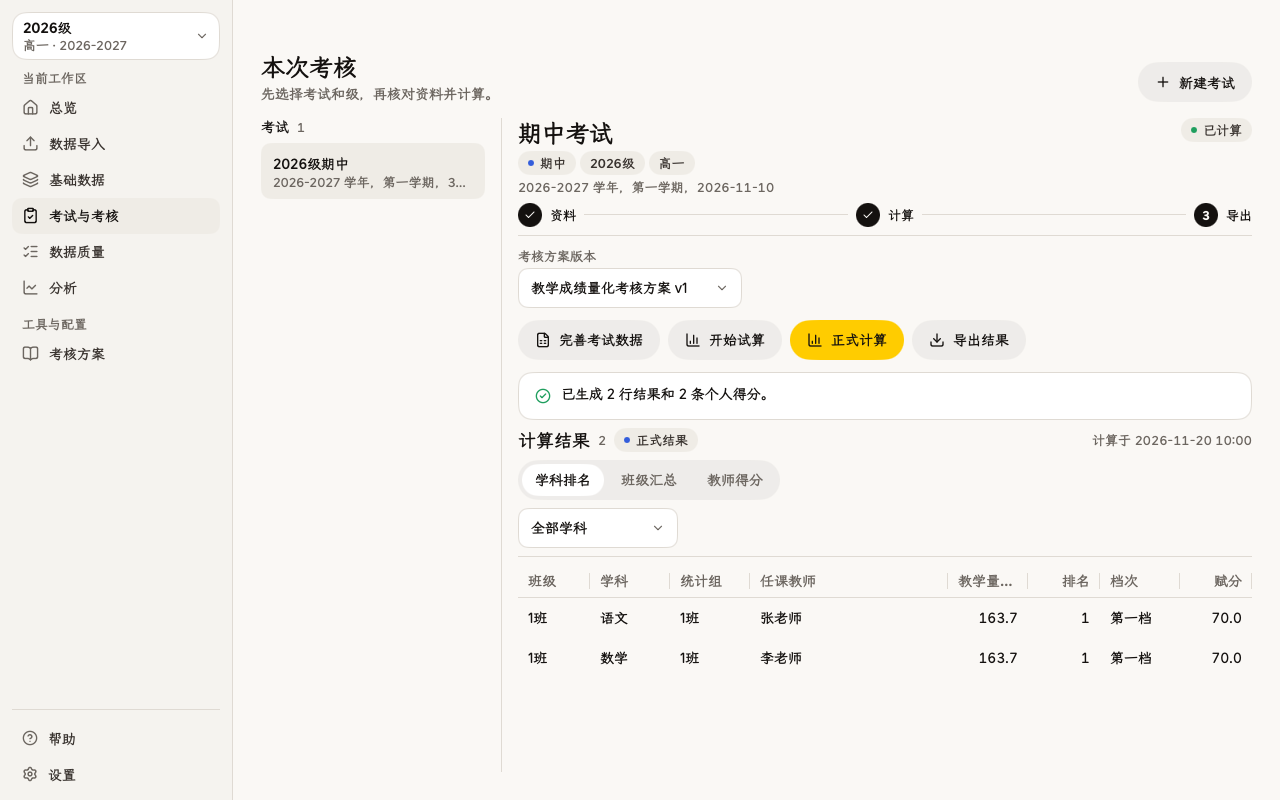 2026级
高一 · 2026-2027
当前工作区
总览
数据导入
基础数据
考试与考核
数据质量
分析
工具与配置
考核方案
帮助
设置
本次考核
先选择考试和级，再核对资料并计算。
新建考试
考试 1
2026级期中
2026-2027 学年，第一学期，3...
期中考试
已计算
期中 2026级 高一
2026-2027 学年，第一学期，2026-11-10
资料 计算 3 导出
考核方案版本
教学成绩量化考核方案 v1
完善考试数据 开始试算 正式计算 导出结果
已生成 2 行结果和 2 条个人得分。
计算结果 2 正式结果 计算于 2026-11-20 10:00
学科排名 班级汇总 教师得分
全部学科
班级 学科 统计组 任课教师 教学量... 排名 档次 赋分
1班 语文 1班 张老师 163.7 1 第一档 70.0
1班 数学 1班 李老师 163.7 1 第一档 70.0